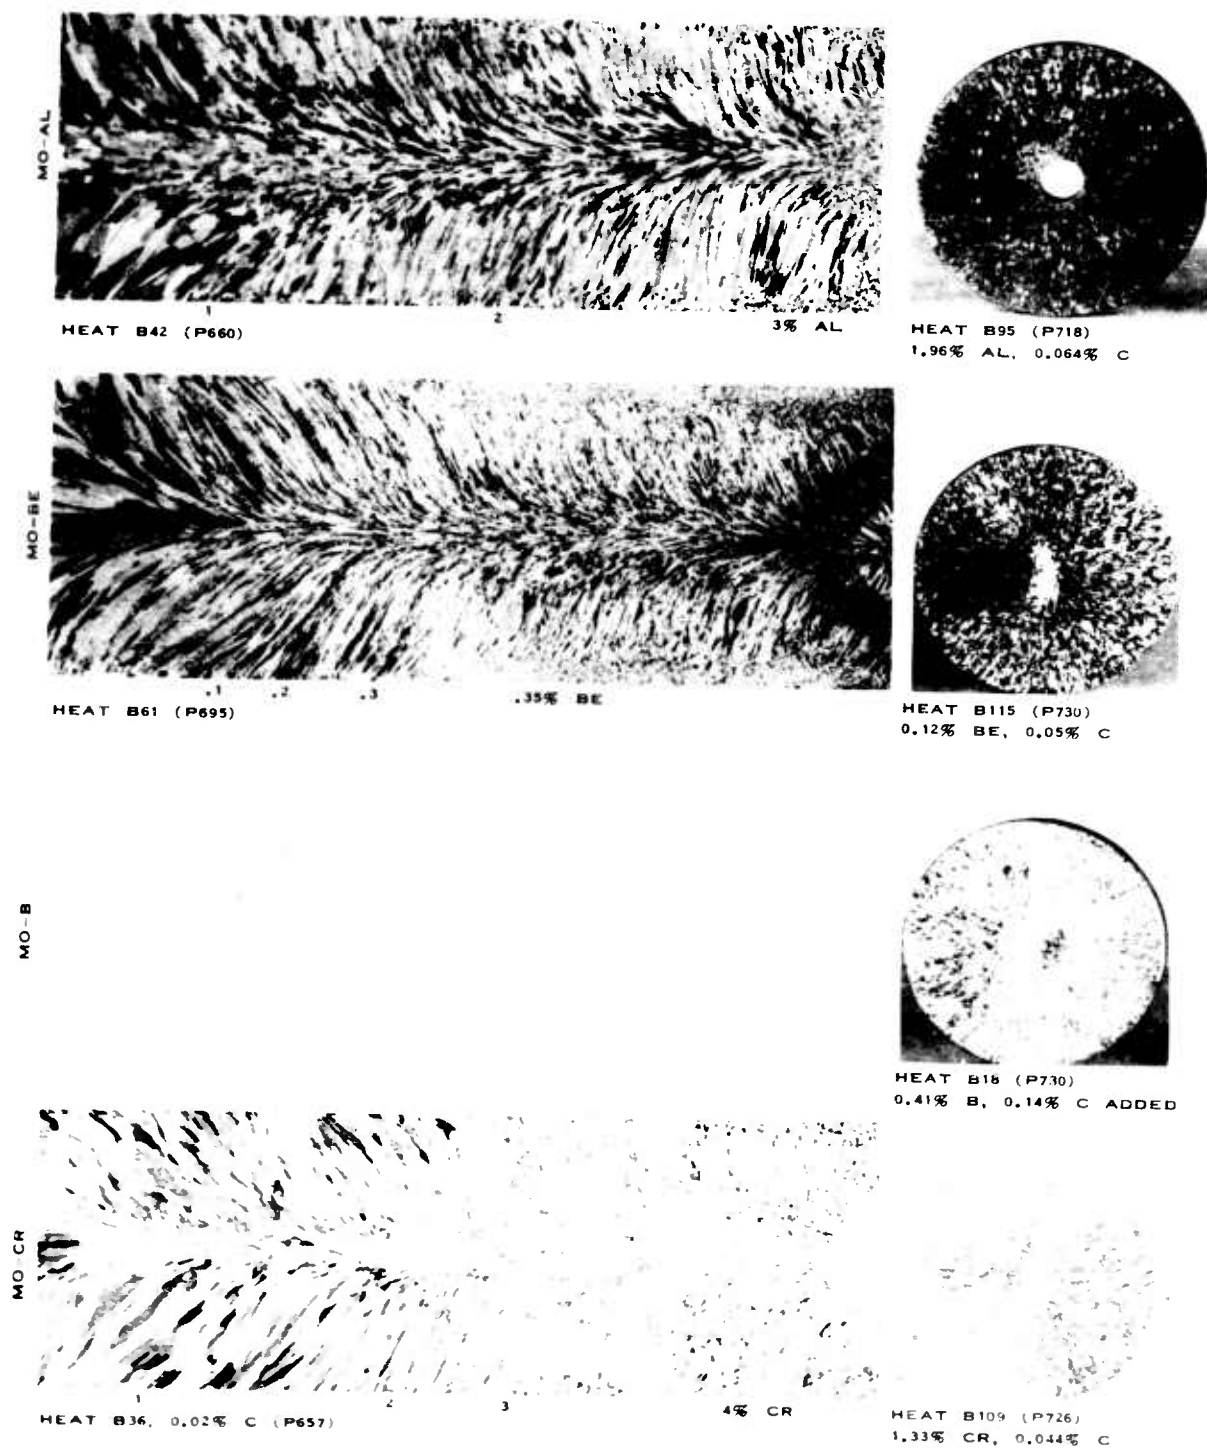 MO-AL
1 2 3% AL
HEAT B42 (P660)
HEAT B95 (P718)
1.96% AL, 0.064% C
MO-BE
.1 .2 .3 .35% BE
HEAT B61 (P695)
HEAT B115 (P730)
0.12% BE, 0.05% C
MO-B
HEAT B18 (P730)
0.41% B, 0.14% C ADDED
MO-CR
1 2 3 4% CR
HEAT B36, 0.02% C (P657)
HEAT B109 (P726)
1.33% CR, 0.044% C